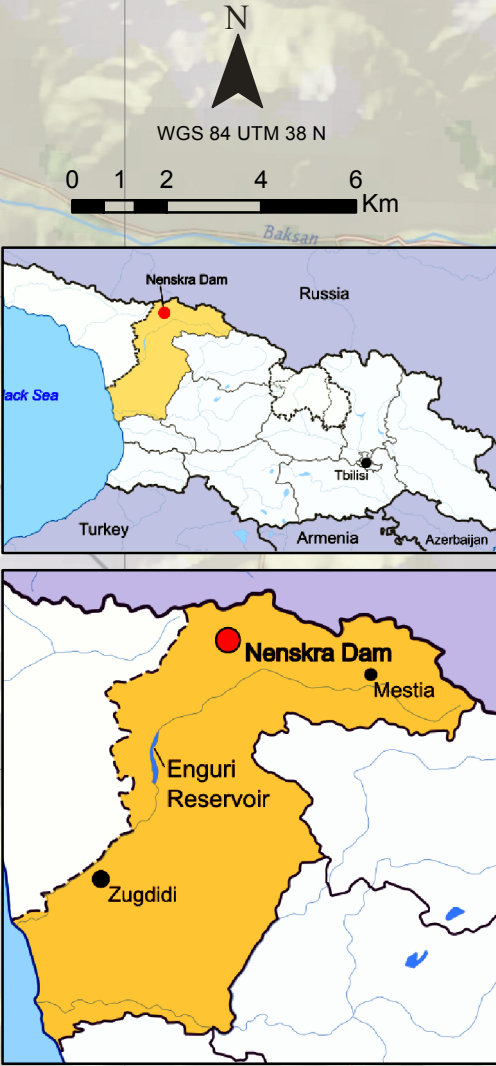 N
WGS 84 UTM 38 N
0 1 2 4 6
Km
Baksan
Nenskra Dam
Russia
lack Sea
Tbilisi
Turkey
Armenia
Azerbaijan
Nenskra Dam
Mestia
Enguri
Reservoir
Zugdidi